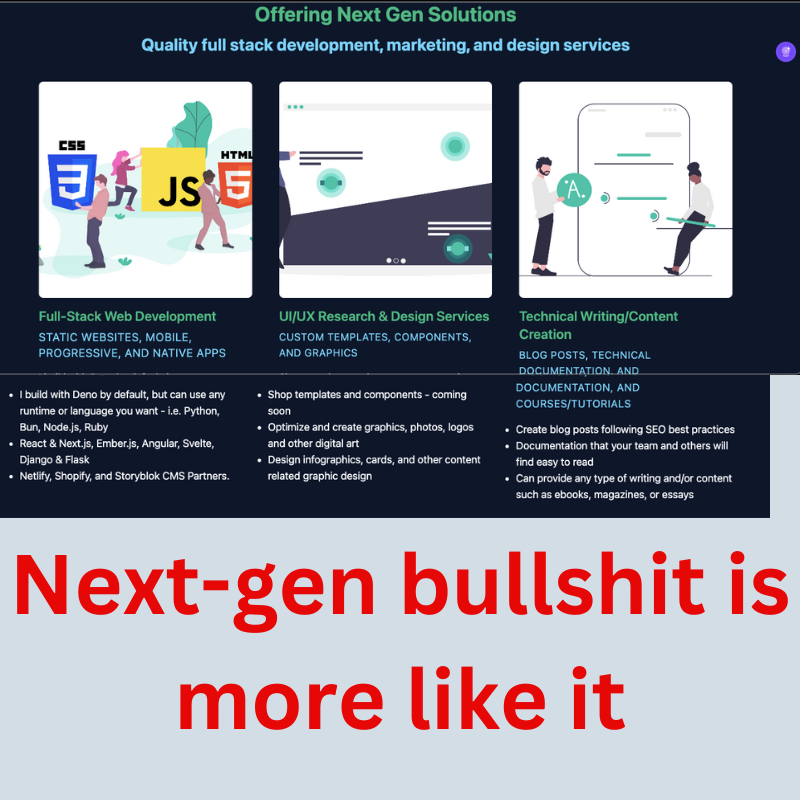 Offering Next Gen Solutions
Quality full stack development, marketing, and design services
CSS
3
JS
HTML
5
A.
Full-Stack Web Development
STATIC WEBSITES, MOBILE,
PROGRESSIVE, AND NATIVE APPS
I build with Deno by default, but can use any
runtime or language you want - i.e. Python,
Bun, Node.js, Ruby
React & Next.js, Ember.js, Angular, Svelte,
Django & Flask
Netlify, Shopify, and Storyblok CMS Partners.
UI/UX Research & Design Services
CUSTOM TEMPLATES, COMPONENTS,
AND GRAPHICS
Shop templates and components - coming
soon
Optimize and create graphics, photos, logos
and other digital art
Design infographics, cards, and other content
related graphic design
Technical Writing/Content
Creation
BLOG POSTS, TECHNICAL
DOCUMENTATION, AND
DOCUMENTATION, AND
COURSES/TUTORIALS
Create blog posts following SEO best practices
Documentation that your team and others will
find easy to read
Can provide any type of writing and/or content
such as ebooks, magazines, or essays
Next-gen bullshit is
more like it